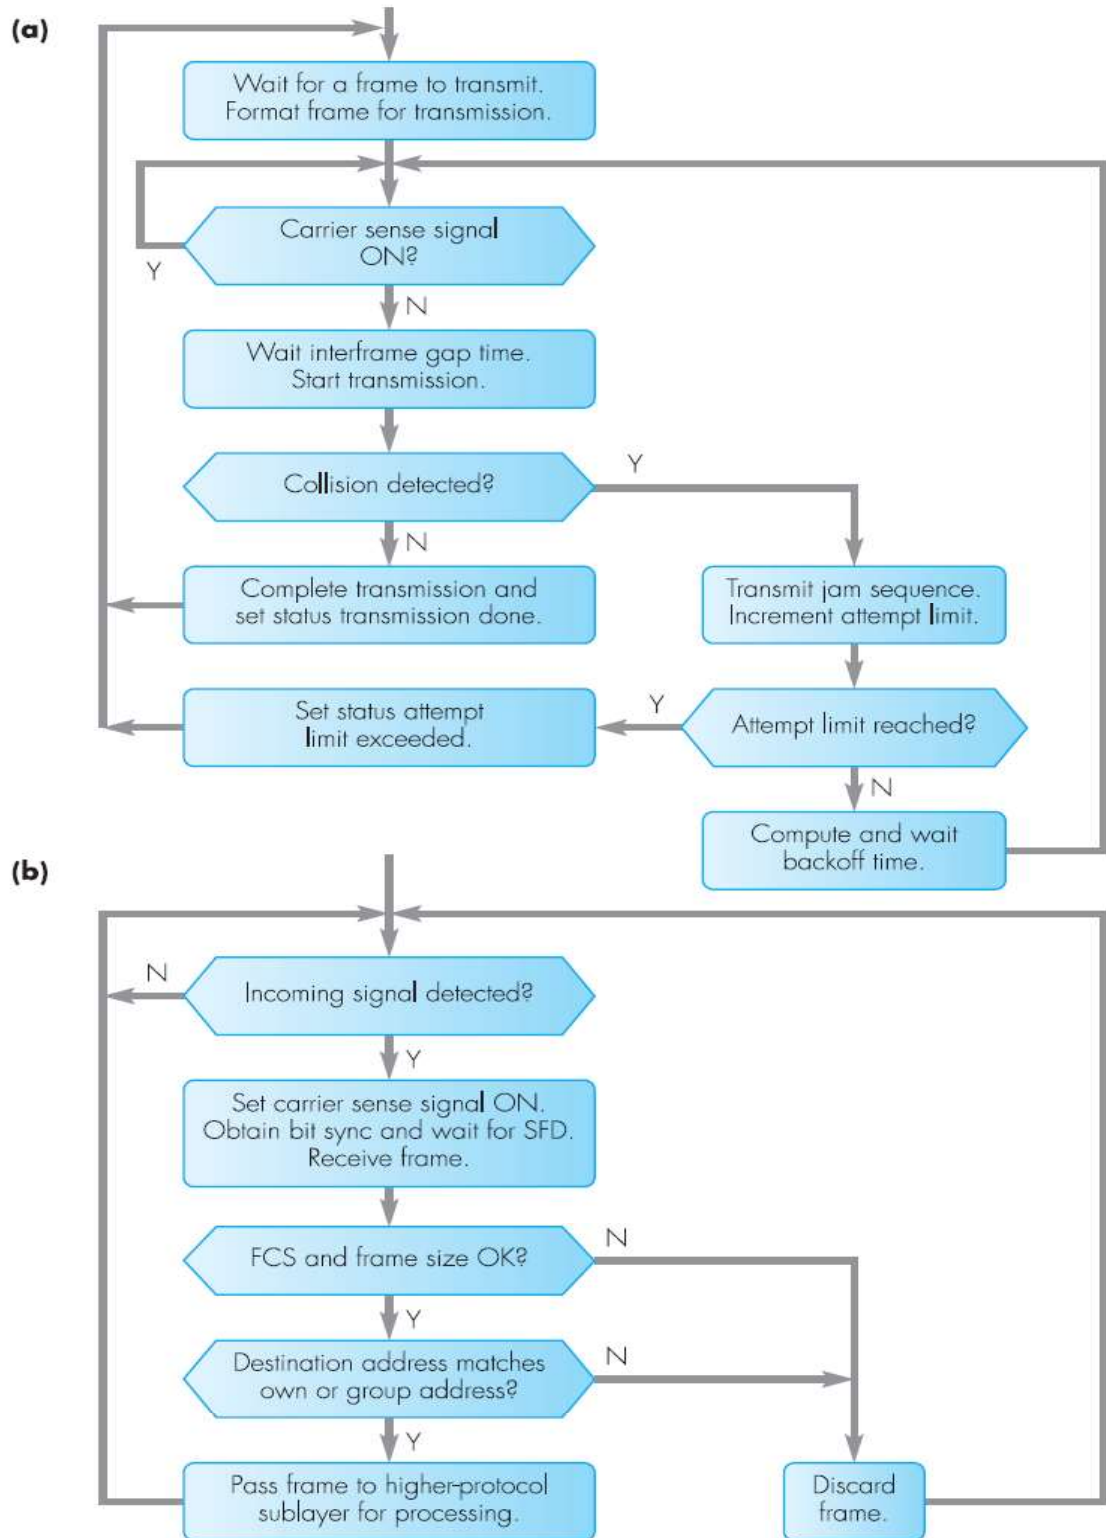 (a)
Wait for a frame to transmit.
Format frame for transmission.
Carrier sense signal
ON?
Y
N
Wait interframe gap time.
Start transmission.
Collision detected?
Y
N
Complete transmission and
set status transmission done.
Transmit jam sequence.
Increment attempt limit.
Set status attempt
limit exceeded.
Y
Attempt limit reached?
N
Compute and wait
backoff time.
(b)
N
Incoming signal detected?
Y
Set carrier sense signal ON.
Obtain bit sync and wait for SFD.
Receive frame.
FCS and frame size OK?
N
Y
Destination address matches
own or group address?
N
Y
Pass frame to higher-protocol
sublayer for processing.
Discard
frame.